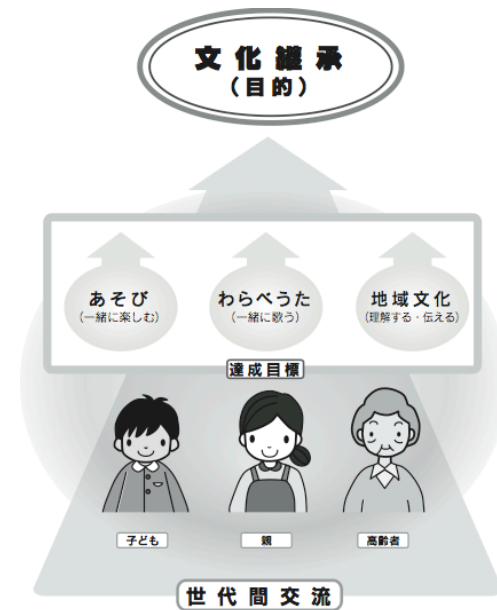 文化継承
（目的）
あそび
（一緒に楽しむ）
わらべうた
（一緒に歌う）
地域文化
（理解する・伝える）
達成目標
子ども
親
高齢者
世代間交流